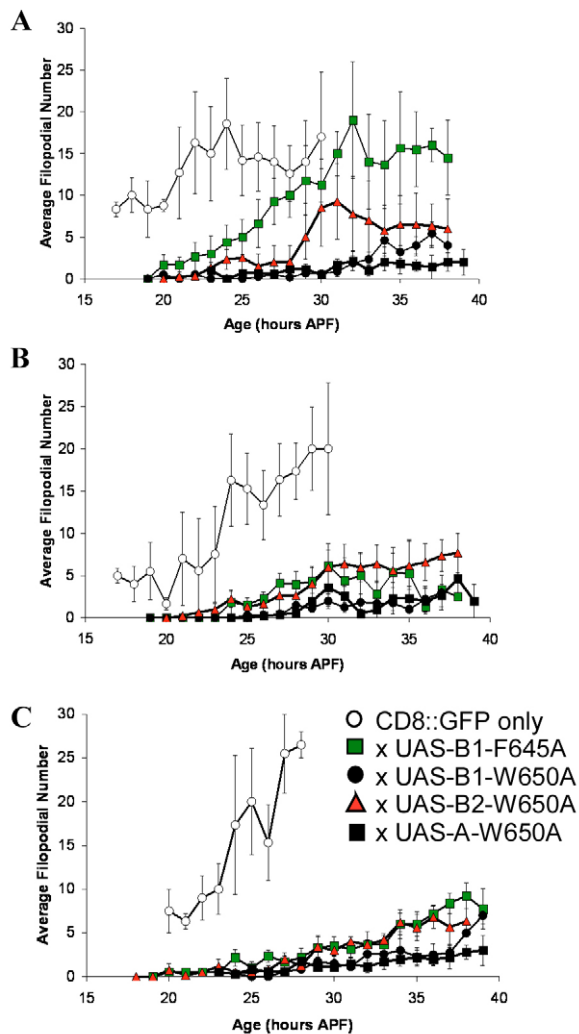 A
30
25
20
15
10
5
0
Average Filopodial Number
15 20 25 30 35 40
Age (hours APF)
B
30
25
20
15
10
5
0
Average Filopodial Number
15 20 25 30 35 40
Age (hours APF)
C
30
25
20
15
10
5
0
Average Filopodial Number
CD8::GFP only
x UAS-B1-F645A
x UAS-B1-W650A
x UAS-B2-W650A
x UAS-A-W650A
15 20 25 30 35 40
Age (hours APF)